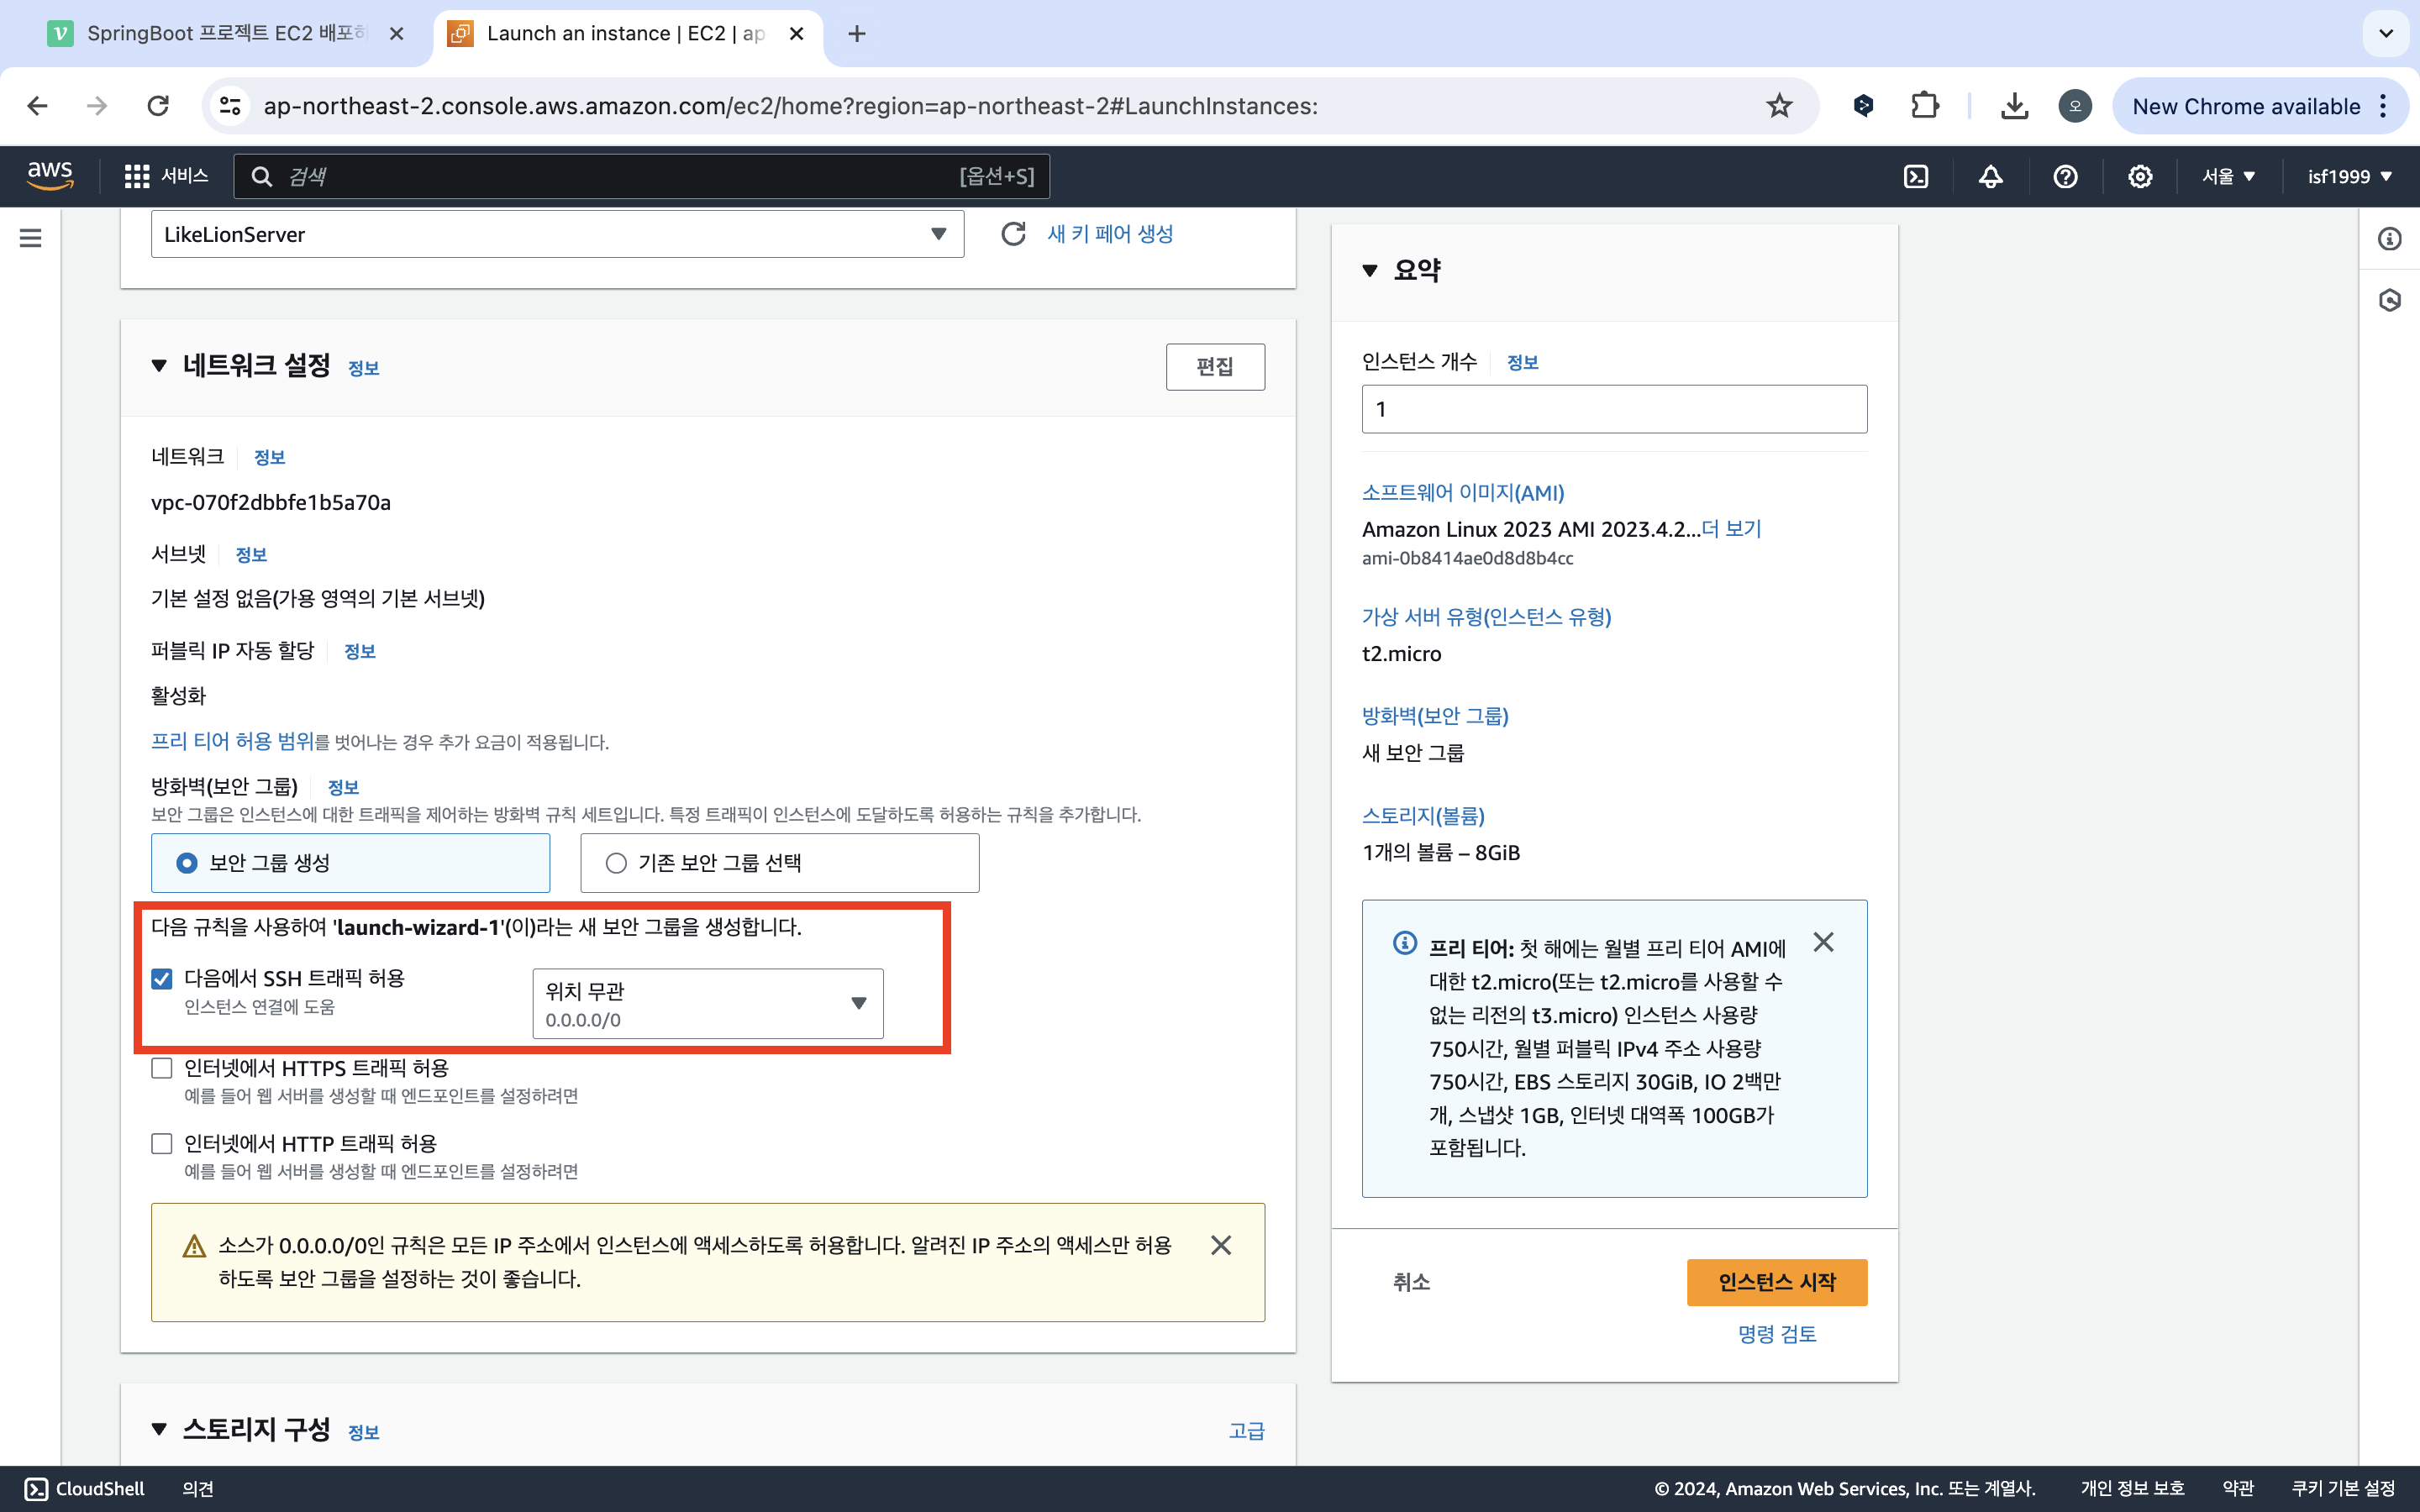 SpringBoot 프로젝트 EC2 배포하
Launch an instance | EC2 | ap
ap-northeast-2.console.aws.amazon.com/ec2/home?region=ap-northeast-2#LaunchInstances:
오
New Chrome available
aws
서비스
검색
[옵션+S]
서울
isf1999
LikeLionServer
새 키 페어 생성
네트워크 설정 정보
편집
네트워크 정보
vpc-070f2dbbfe1b5a70a
서브넷 정보
기본 설정 없음(가용 영역의 기본 서브넷)
퍼블릭 IP 자동 할당 정보
활성화
프리 티어 허용 범위를 벗어나는 경우 추가 요금이 적용됩니다.
방화벽(보안 그룹) 정보
보안 그룹은 인스턴스에 대한 트래픽을 제어하는 방화벽 규칙 세트입니다. 특정 트래픽이 인스턴스에 도달하도록 허용하는 규칙을 추가합니다.
보안 그룹 생성
기존 보안 그룹 선택
다음 규칙을 사용하여 'launch-wizard-1'(이)라는 새 보안 그룹을 생성합니다.
다음에서 SSH 트래픽 허용
인스턴스 연결에 도움
위치 무관
0.0.0.0/0
인터넷에서 HTTPS 트래픽 허용
예를 들어 웹 서버를 생성할 때 엔드포인트를 설정하려면
인터넷에서 HTTP 트래픽 허용
예를 들어 웹 서버를 생성할 때 엔드포인트를 설정하려면
소스가 0.0.0.0/0인 규칙은 모든 IP 주소에서 인스턴스에 액세스하도록 허용합니다. 알려진 IP 주소의 액세스만 허용
하도록 보안 그룹을 설정하는 것이 좋습니다.
스토리지 구성 정보
고급
요약
인스턴스 개수 정보
1
소프트웨어 이미지(AMI)
Amazon Linux 2023 AMI 2023.4.2...더 보기
ami-0b8414ae0d8d8b4cc
가상 서버 유형(인스턴스 유형)
t2.micro
방화벽(보안 그룹)
새 보안 그룹
스토리지(볼륨)
1개의 볼륨 – 8GiB
프리 티어: 첫 해에는 월별 프리 티어 AMI에
대한 t2.micro(또는 t2.micro를 사용할 수
없는 리전의 t3.micro) 인스턴스 사용량
750시간, 월별 퍼블릭 IPv4 주소 사용량
750시간, EBS 스토리지 30GiB, IO 2백만
개, 스냅샷 1GB, 인터넷 대역폭 100GB가
포함됩니다.
취소
인스턴스 시작
명령 검토
CloudShell
의견
© 2024, Amazon Web Services, Inc. 또는 계열사.
개인 정보 보호
약관
쿠키 기본 설정